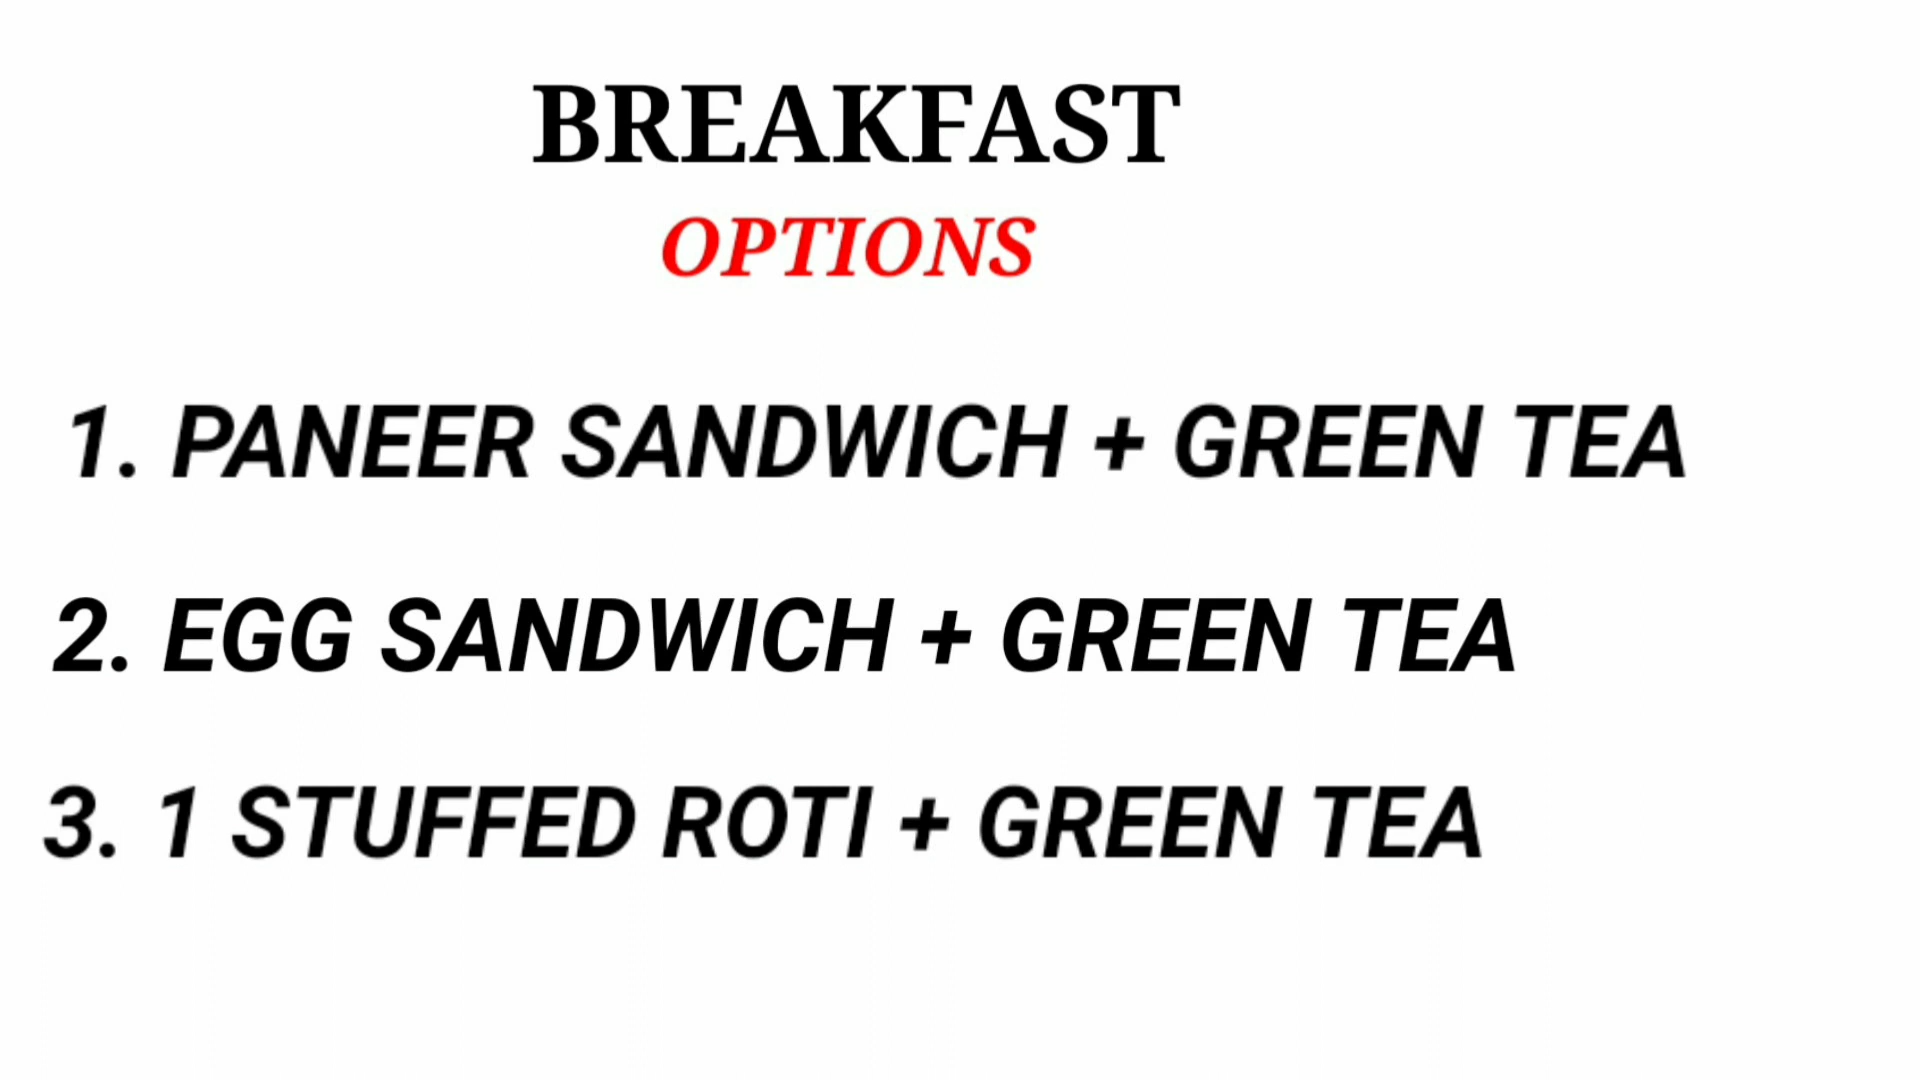 BREAKFAST
OPTIONS
1. PANEER SANDWICH + GREEN TEA
2. EGG SANDWICH + GREEN TEA
3. 1 STUFFED ROTI + GREEN TEA